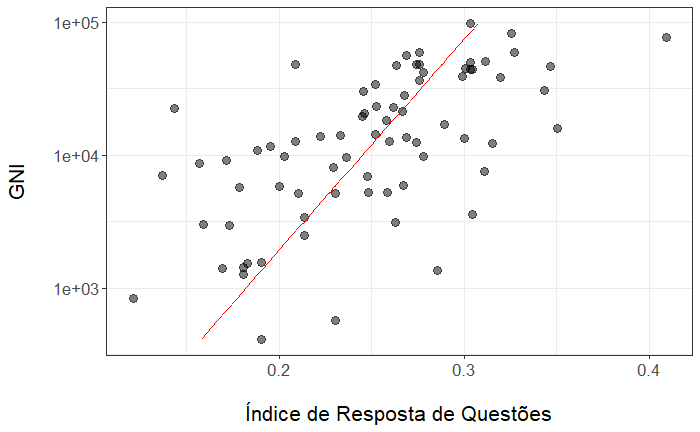 1e+05
1e+04
1e+03
GNI
0.2 0.3 0.4
Índice de Resposta de Questões